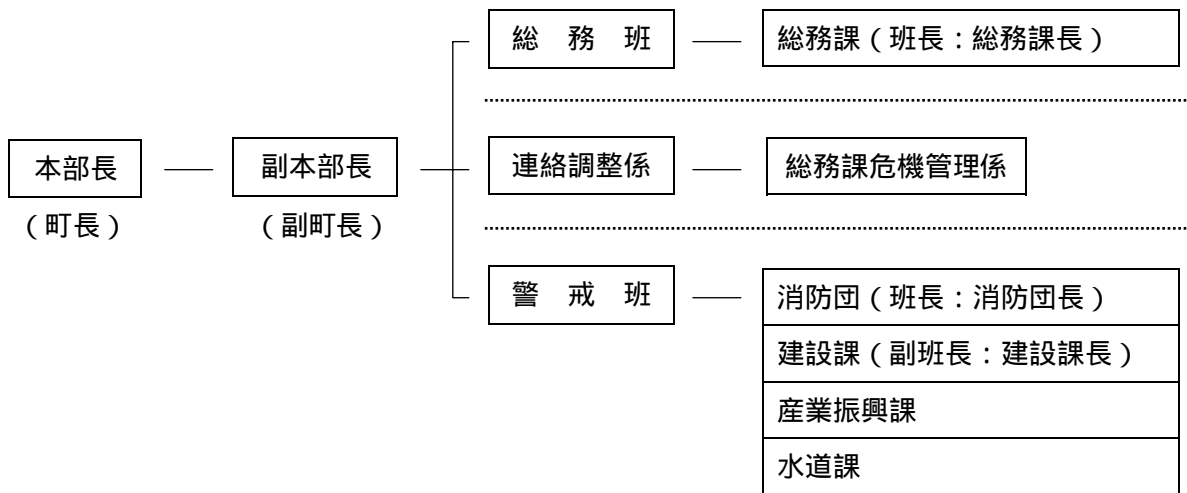 総 務 班
総務課(班長:総務課長)
本部長
(町長)
副本部長
(副町長)
連絡調整係
総務課危機管理係
警 戒 班
消防団(班長:消防団長)
建設課(副班長:建設課長)
産業振興課
水道課